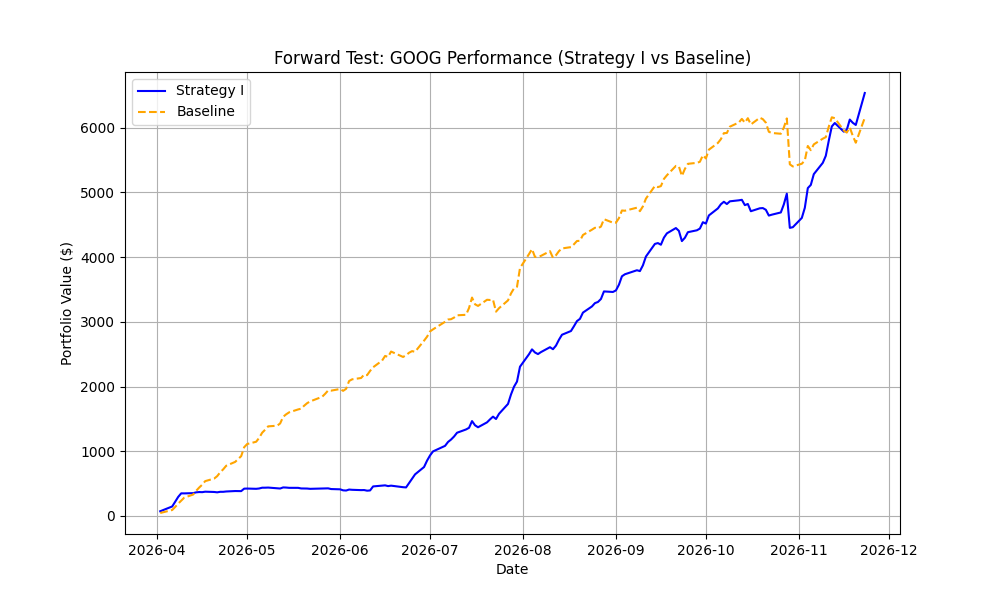 Forward Test: GOOG Performance (Strategy I vs Baseline)
Strategy I
Baseline
Portfolio Value ($)
6000
5000
4000
3000
2000
1000
0
2026-04 2026-05 2026-06 2026-07 2026-08 2026-09 2026-10 2026-11 2026-12
Date